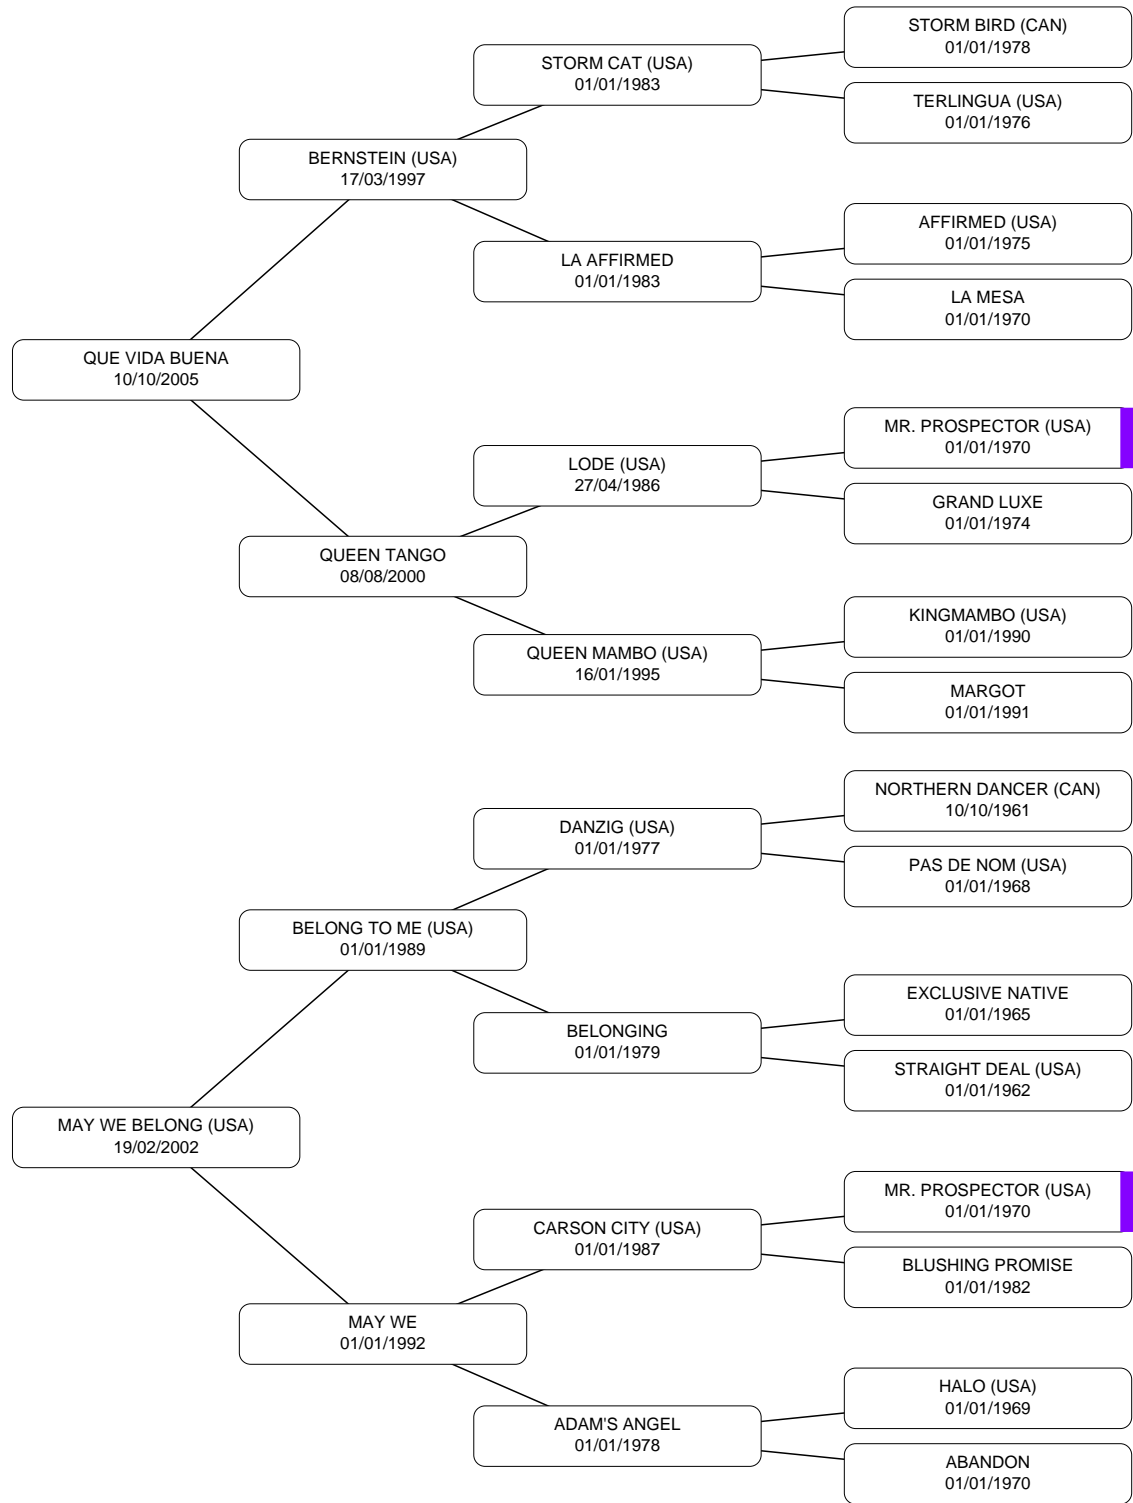 STORM BIRD (CAN)
01/01/1978
STORM CAT (USA)
01/01/1983
TERLINGUA (USA)
01/01/1976
BERNSTEIN (USA)
17/03/1997
AFFIRMED (USA)
01/01/1975
LA AFFIRMED
01/01/1983
LA MESA
01/01/1970
QUE VIDA BUENA
10/10/2005
MR. PROSPECTOR (USA)
01/01/1970
LODE (USA)
27/04/1986
GRAND LUXE
01/01/1974
QUEEN TANGO
08/08/2000
KINGMAMBO (USA)
01/01/1990
QUEEN MAMBO (USA)
16/01/1995
MARGOT
01/01/1991
NORTHERN DANCER (CAN)
10/10/1961
DANZIG (USA)
01/01/1977
PAS DE NOM (USA)
01/01/1968
BELONG TO ME (USA)
01/01/1989
EXCLUSIVE NATIVE
01/01/1965
BELONGING
01/01/1979
STRAIGHT DEAL (USA)
01/01/1962
MAY WE BELONG (USA)
19/02/2002
MR. PROSPECTOR (USA)
01/01/1970
CARSON CITY (USA)
01/01/1987
BLUSHING PROMISE
01/01/1982
MAY WE
01/01/1992
HALO (USA)
01/01/1969
ADAM'S ANGEL
01/01/1978
ABANDON
01/01/1970